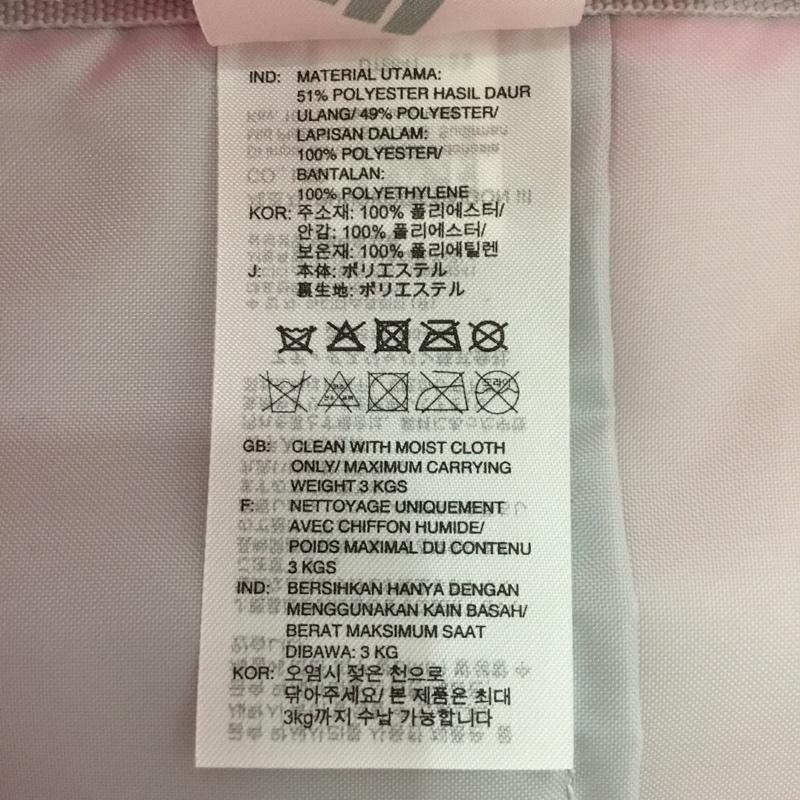 IND: MATERIAL UTAMA:
51% POLYESTER HASIL DAUR
ULANG/ 49% POLYESTER/
LAPISAN DALAM:
100% POLYESTER/
BANTALAN:
100% POLYETHYLENE
KOR: 주소재: 100% 폴리에스터/
안감: 100% 폴리에스터/
보온재: 100% 폴리에틸렌
J: 本体: ポリエステル
裏生地: ポリエステル
드라이
GB: CLEAN WITH MOIST CLOTH
ONLY/ MAXIMUM CARRYING
WEIGHT 3 KGS
F: NETTOYAGE UNIQUEMENT
AVEC CHIFFON HUMIDE/
POIDS MAXIMAL DU CONTENU
3 KGS
IND: BERSIHKAN HANYA DENGAN
MENGGUNAKAN KAIN BASAH/
BERAT MAKSIMUM SAAT
DIBAWA: 3 KG
KOR: 오염시 젖은 천으로
닦아주세요/ 본 제품은 최대
3kg까지 수납 가능합니다